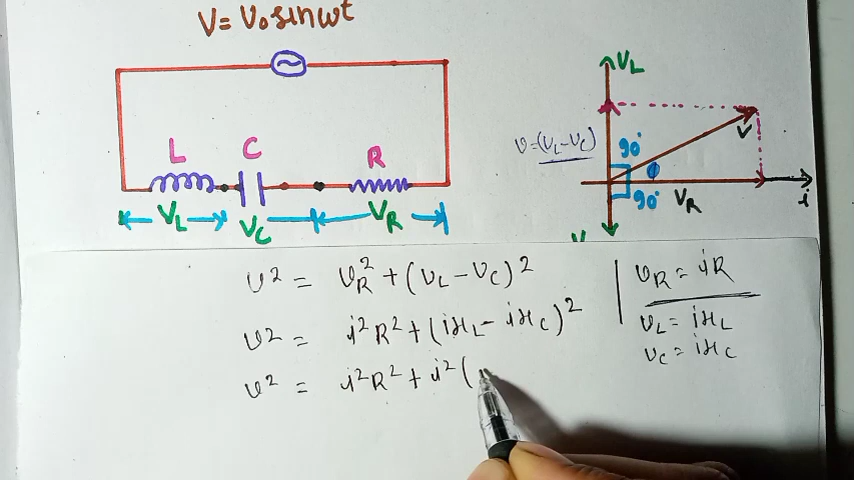 V = V₀sinωt
L C R
V_L V_C V_R
V_L
V=(V_L-V_C)
90° V
ϕ
90° V_R i
V² = V_R² + (V_L - V_C)²
V² = i²R² + (iX_L - iX_C)²
V² = i²R² + i²(
V_R = iR
V_L = iX_L
V_C = iX_C